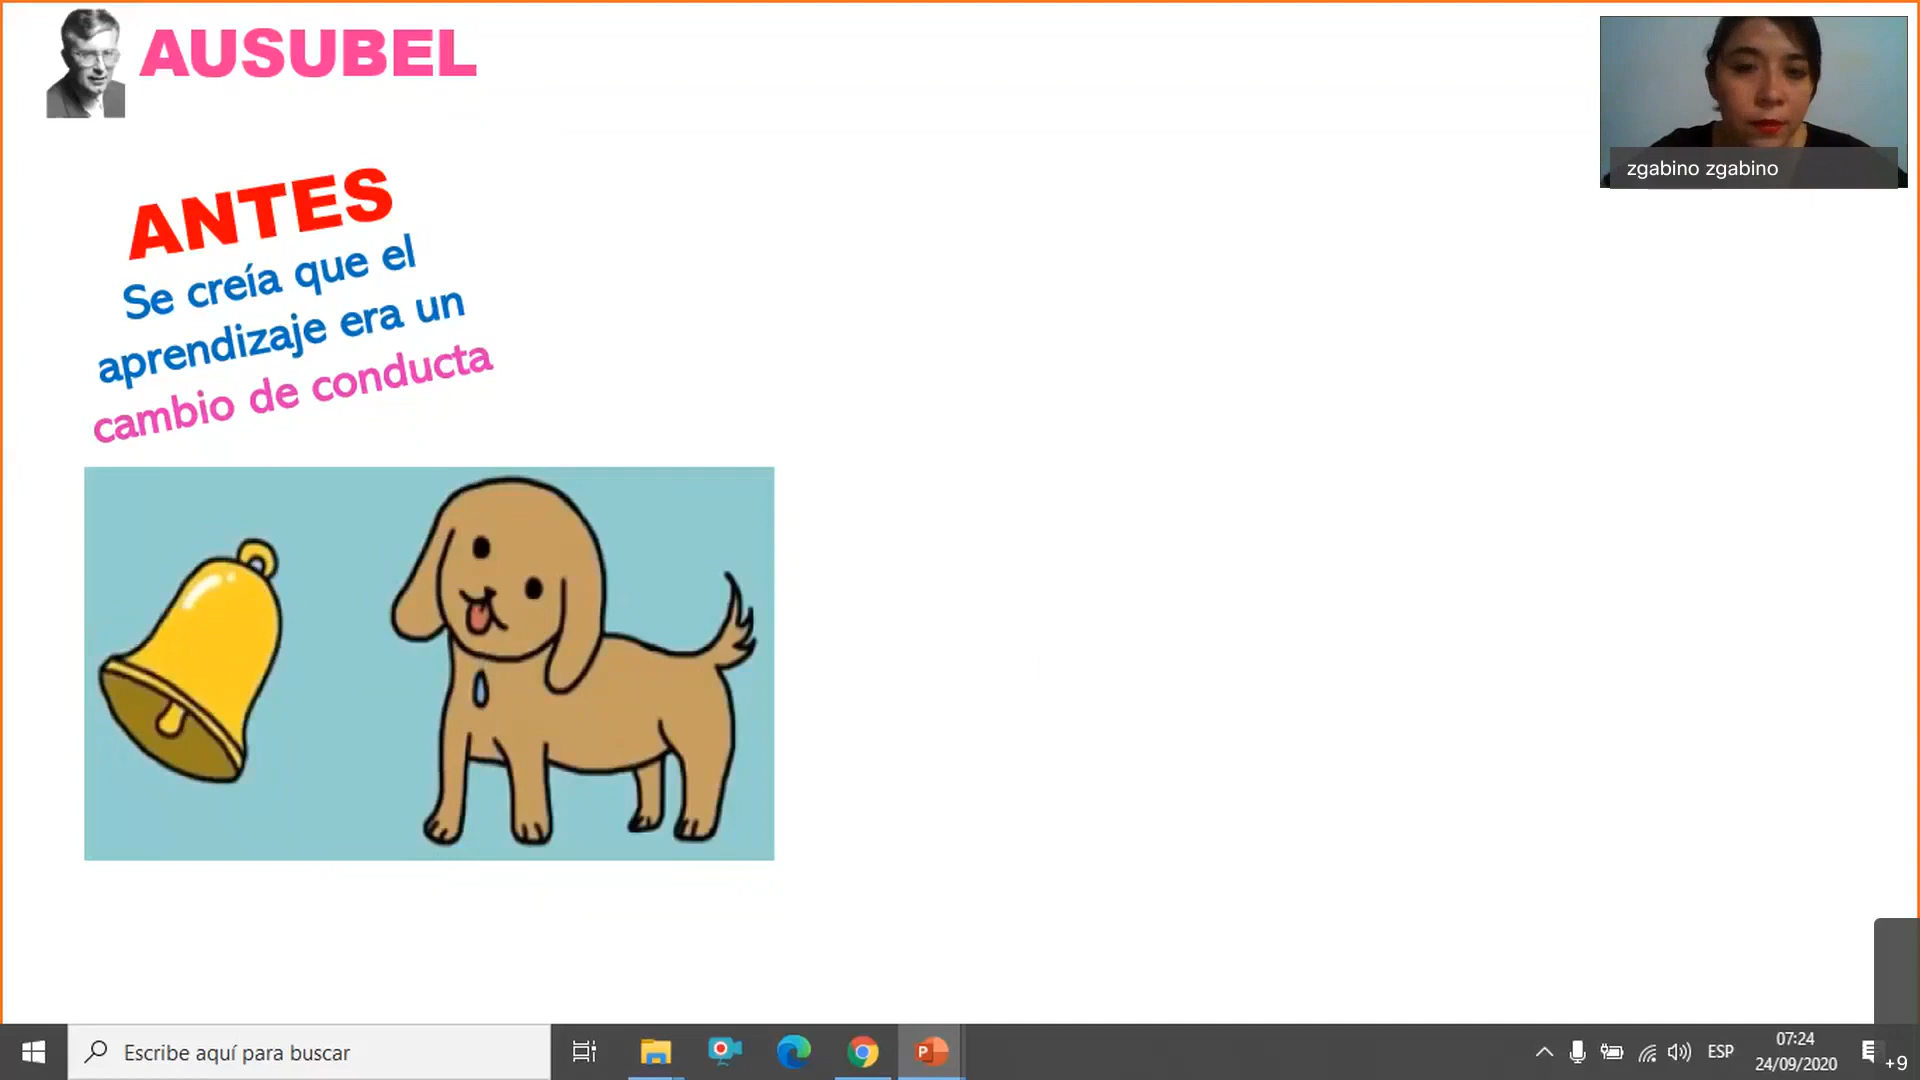 AUSUBEL
zgabino zgabino
ANTES
Se creía que el
aprendizaje era un
cambio de conducta
Escribe aquí para buscar
P
ESP
07:24
24/09/2020
+9